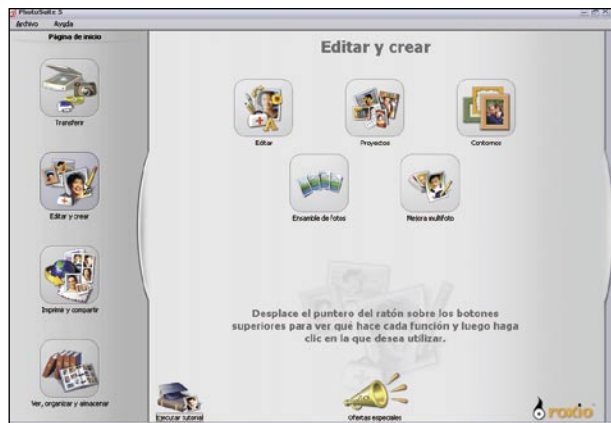 PhotoSuite 5
Archivo Ayuda
Página de inicio
Transferir
Editar y crear
Imprimir y compartir
Ver, organizar y almacenar
Editar y crear
Editar
Proyectos
Contornos
Ensamble de fotos
Mejora multifoto
Desplace el puntero del ratón sobre los botones
superiores para ver qué hace cada función y luego haga
clic en la que desea utilizar.
Ejecutar tutorial
Ofertas especiales
roxio